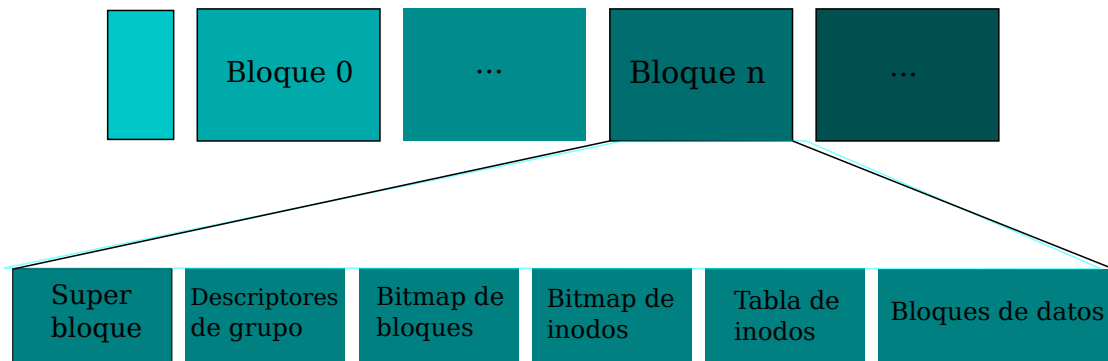 Bloque 0
...
Bloque n
...
Super
bloque
Descriptores
de grupo
Bitmap de
bloques
Bitmap de
inodos
Tabla de
inodos
Bloques de datos